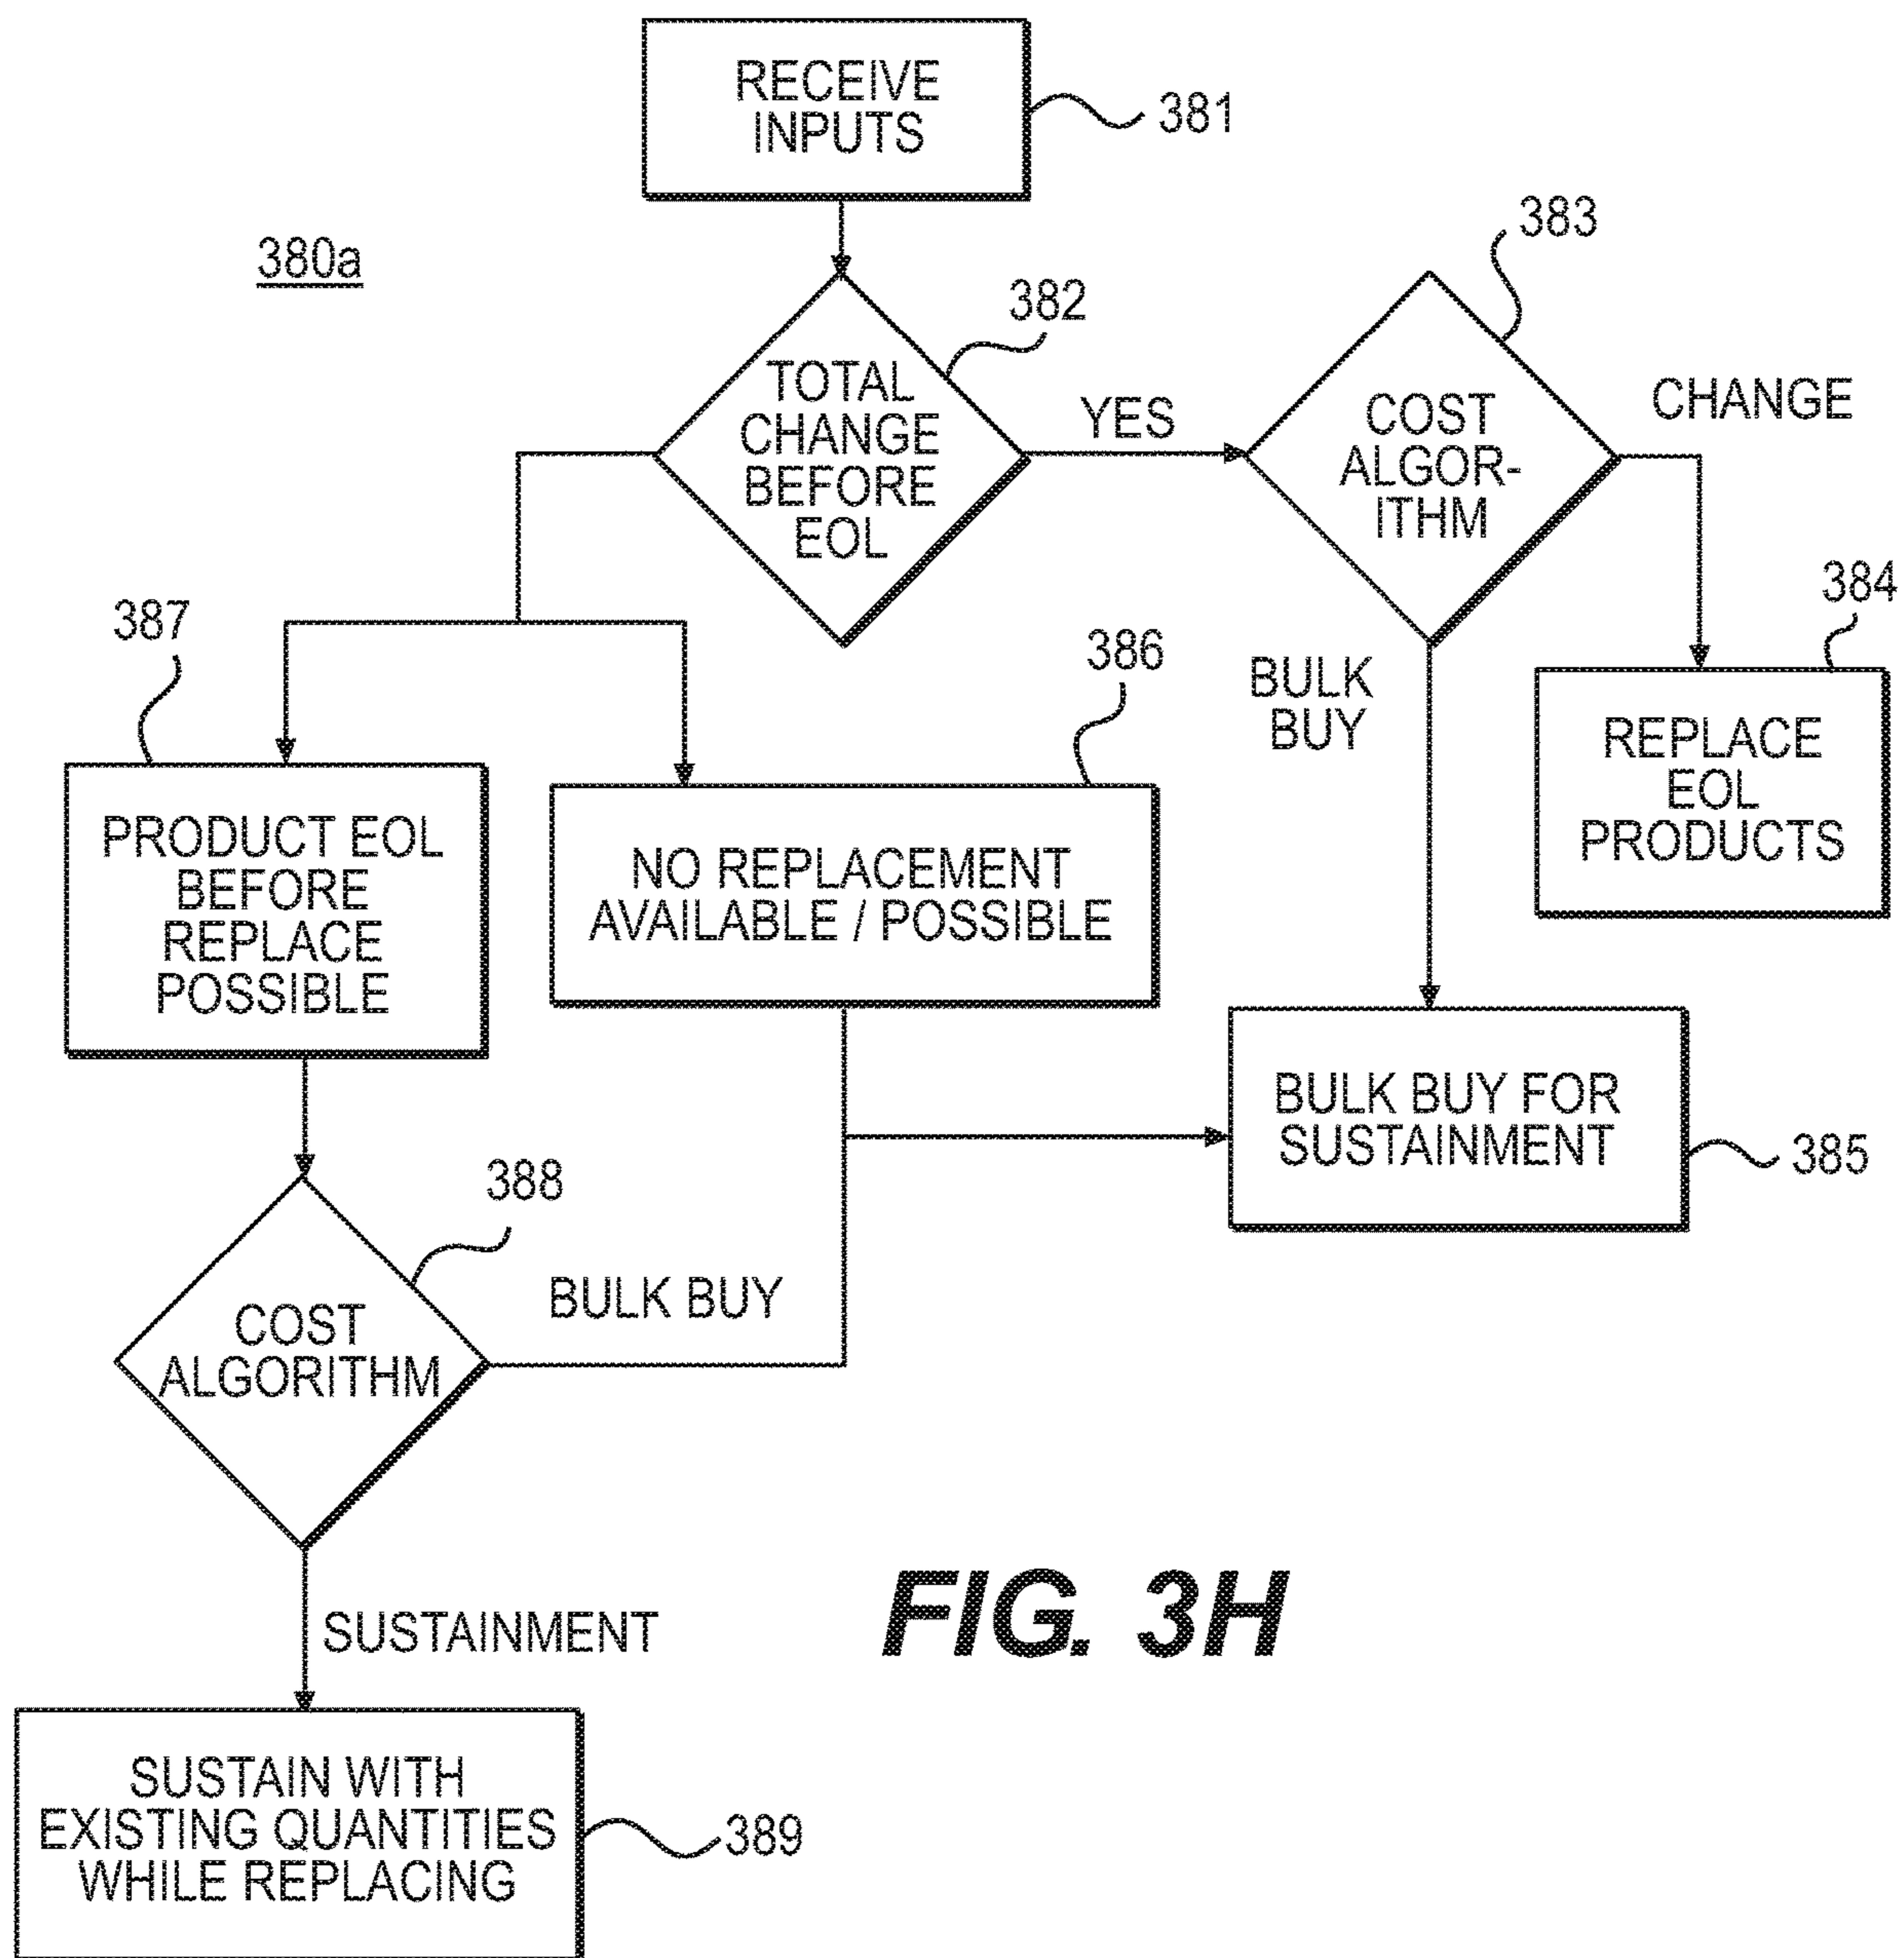 RECEIVE
INPUTS
381
380a
382
383
TOTAL
CHANGE
BEFORE
EOL
YES
COST
ALGOR-
ITHM
CHANGE
384
387
386
BULK
BUY
REPLACE
EOL
PRODUCTS
PRODUCT EOL
BEFORE
REPLACE
POSSIBLE
NO REPLACEMENT
AVAILABLE / POSSIBLE
BULK BUY FOR
SUSTAINMENT
385
388
COST
ALGORITHM
BULK BUY
SUSTAINMENT
FIG. 3H
SUSTAIN WITH
EXISTING QUANTITIES
WHILE REPLACING
389